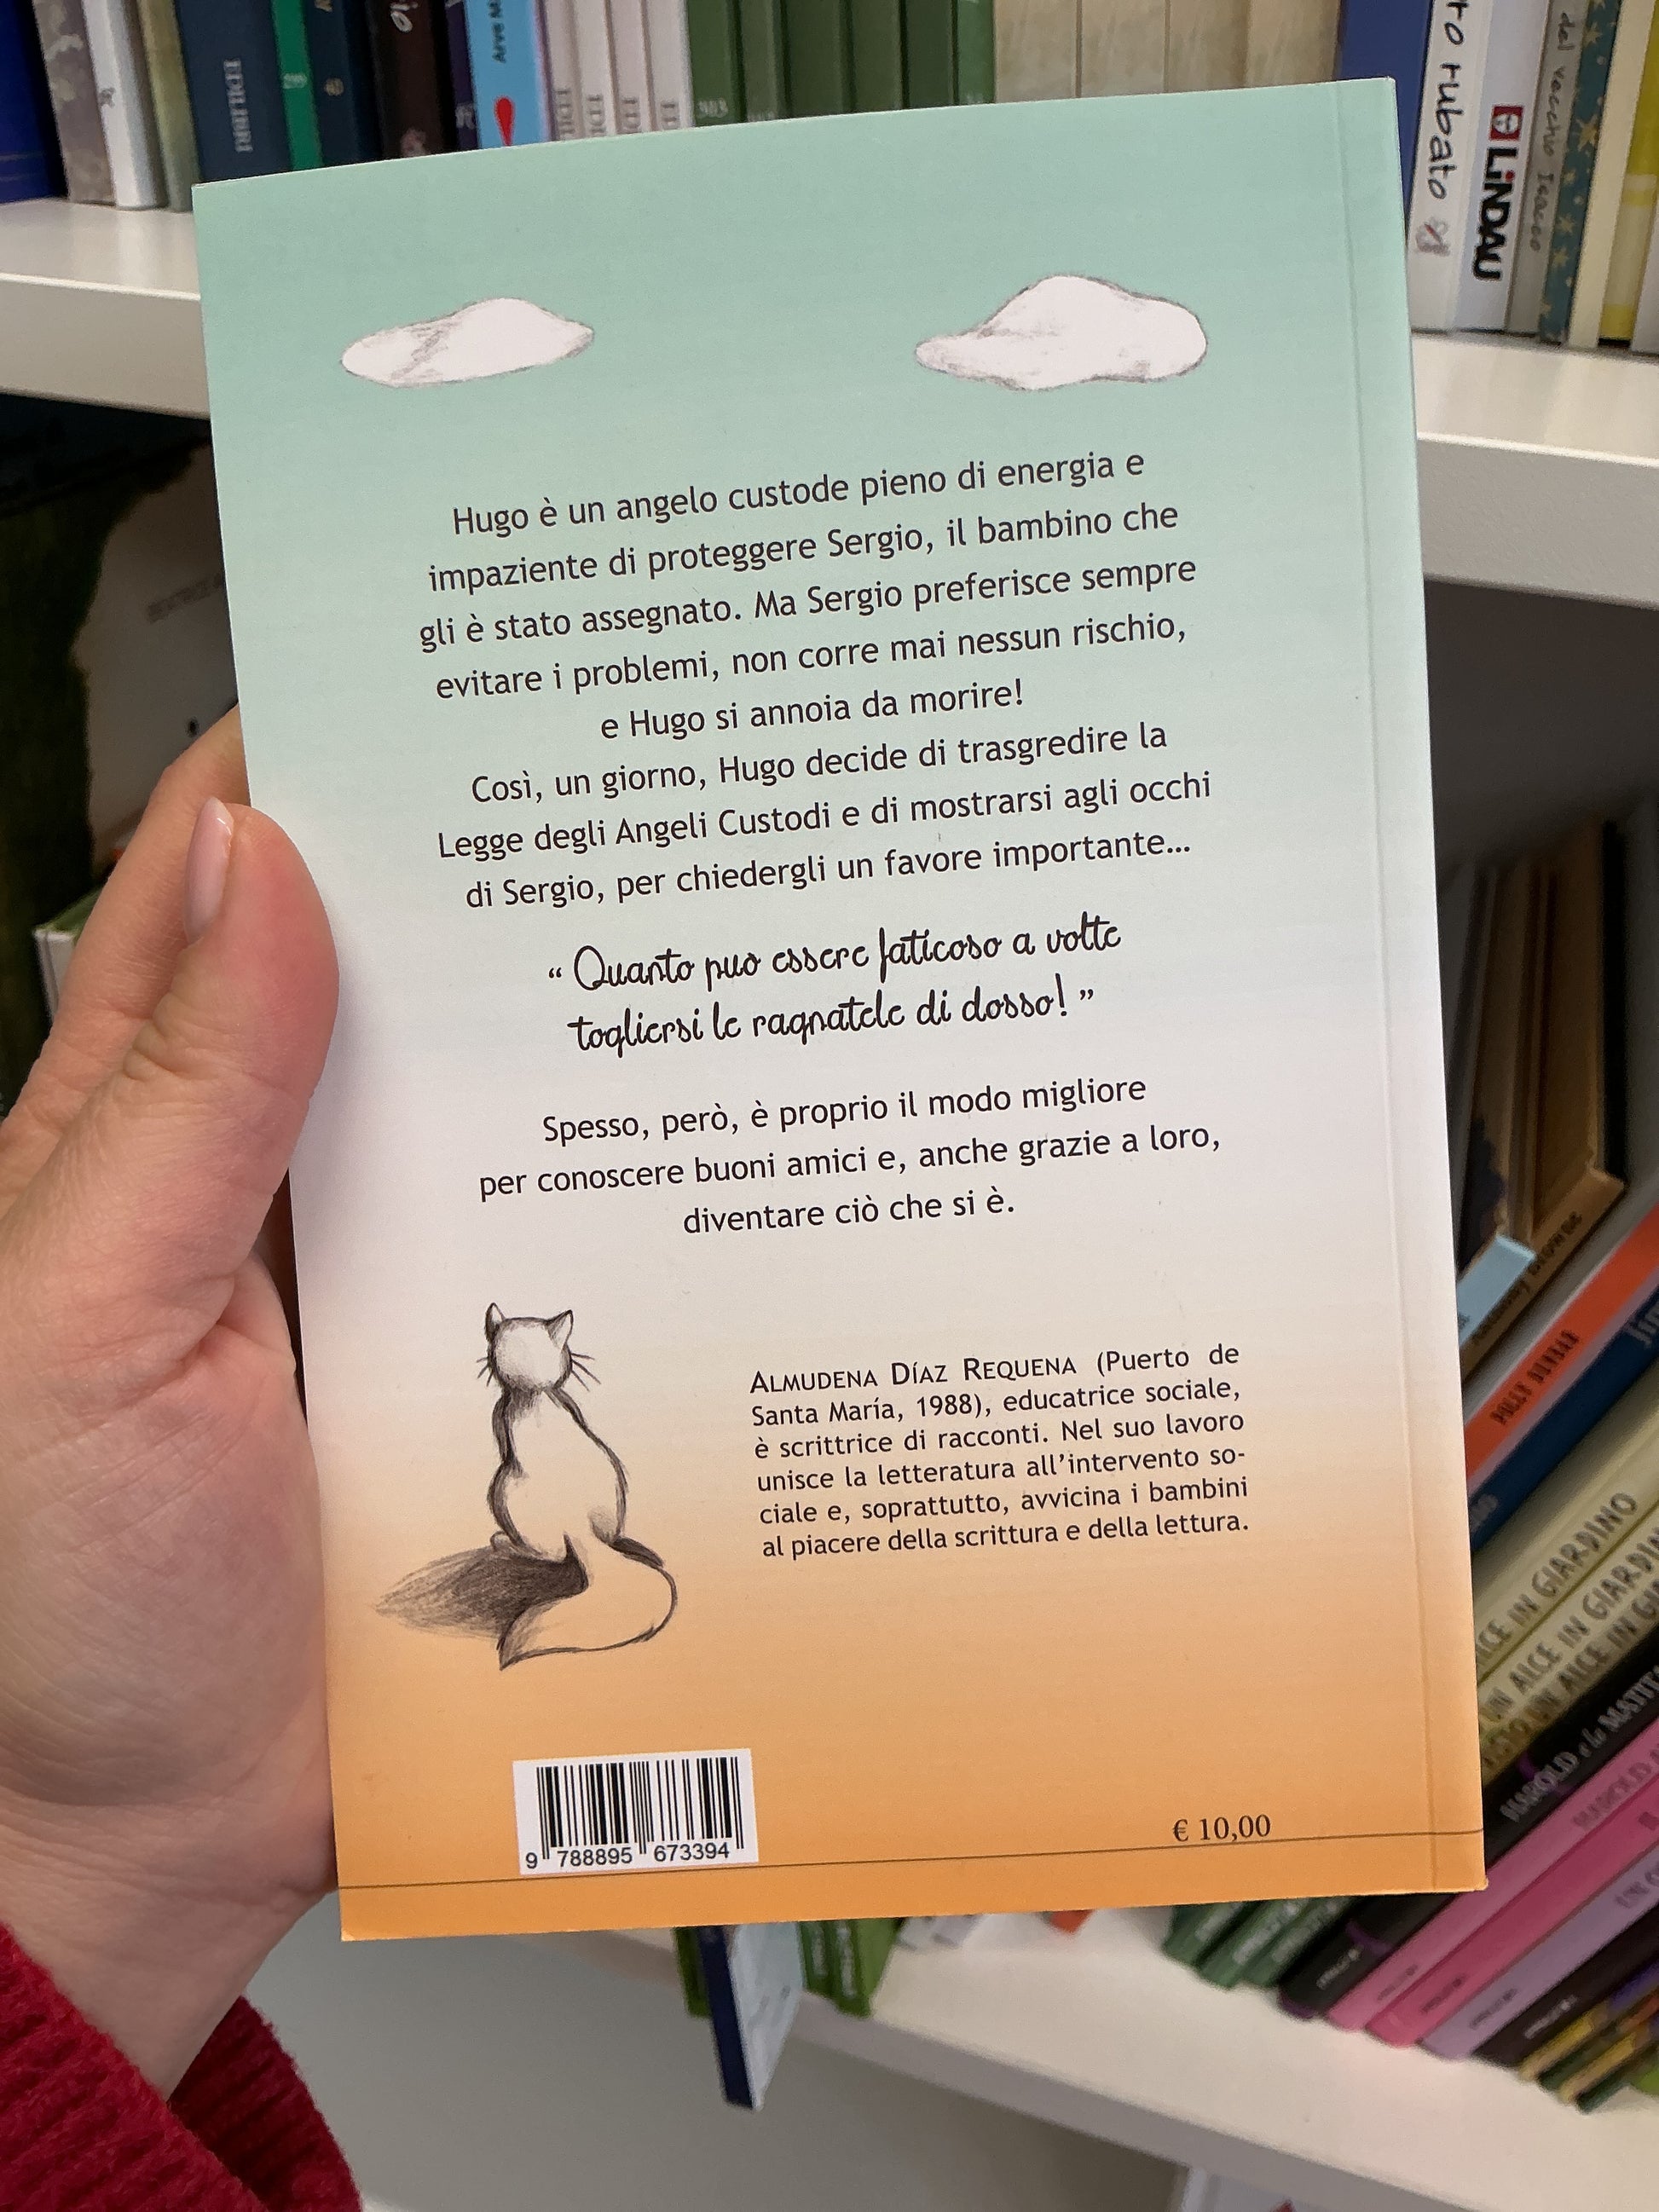 EDILIBRI
to rubato
LiNDAU
del vecchio Isacco
Hugo è un angelo custode pieno di energia e
impaziente di proteggere Sergio, il bambino che
gli è stato assegnato. Ma Sergio preferisce sempre
evitare i problemi, non corre mai nessun rischio,
e Hugo si annoia da morire!
Così, un giorno, Hugo decide di trasgredire la
Legge degli Angeli Custodi e di mostrarsi agli occhi
di Sergio, per chiedergli un favore importante...
“ Quanto può essere faticoso a volte
togliersi le ragnatele di dosso! ”
Spesso, però, è proprio il modo migliore
per conoscere buoni amici e, anche grazie a loro,
diventare ciò che si è.
ALMUDENA DÍAZ REQUENA (Puerto de
Santa María, 1988), educatrice sociale,
è scrittrice di racconti. Nel suo lavoro
unisce la letteratura all’intervento so-
ciale e, soprattutto, avvicina i bambini
al piacere della scrittura e della lettura.
9 788895 673394
€ 10,00
IN GIARDINO